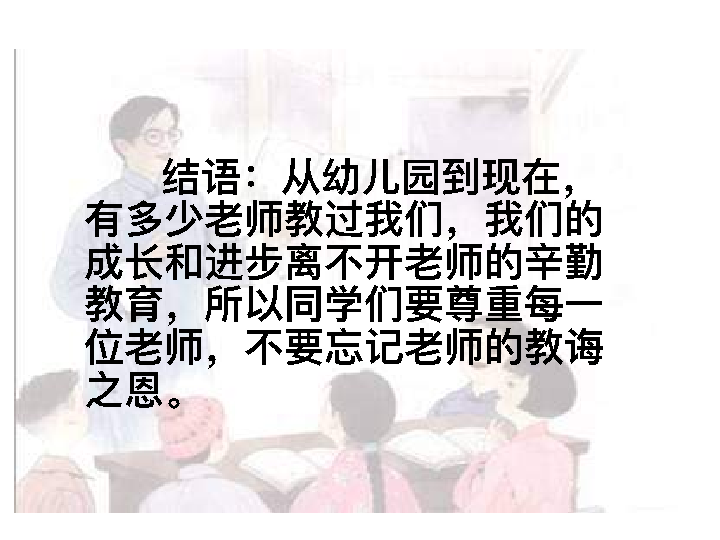 结语：从幼儿园到现在，
有多少老师教过我们，我们的
成长和进步离不开老师的辛勤
教育，所以同学们要尊重每一
位老师，不要忘记老师的教诲
之恩。